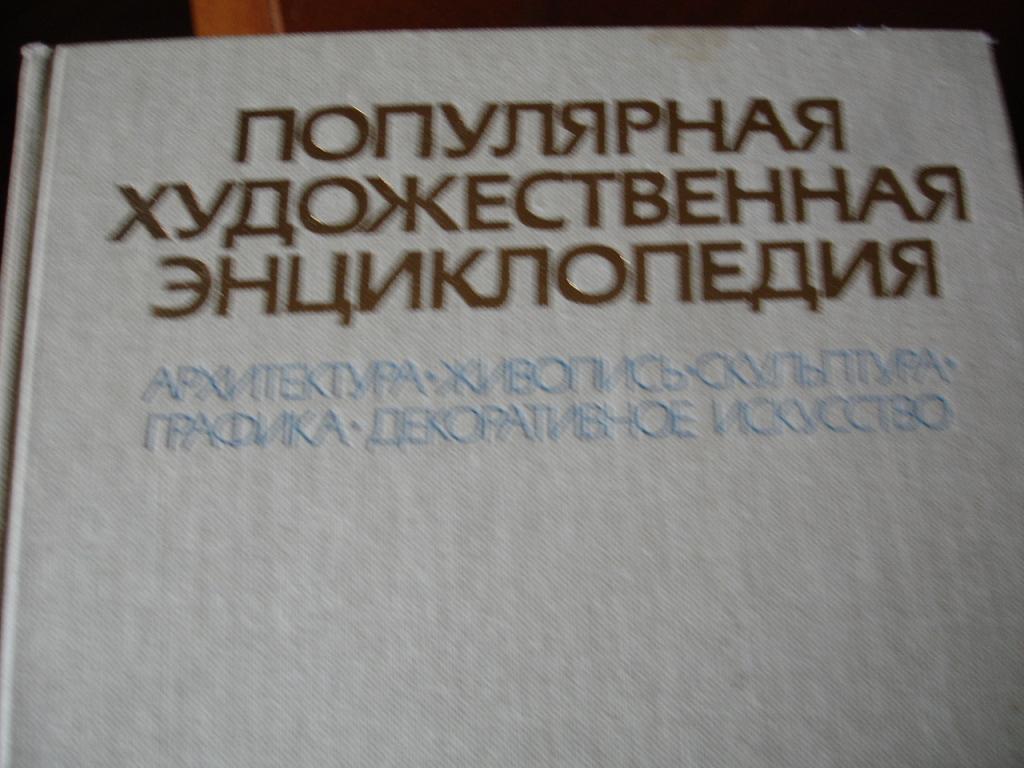 ПОПУЛЯРНАЯ
ХУДОЖЕСТВЕННАЯ
ЭНЦИКЛОПЕДИЯ
АРХИТЕКТУРА·ЖИВОПИСЬ·СКУЛЬПТУРА·
ГРАФИКА·ДЕКОРАТИВНОЕ ИСКУССТВО